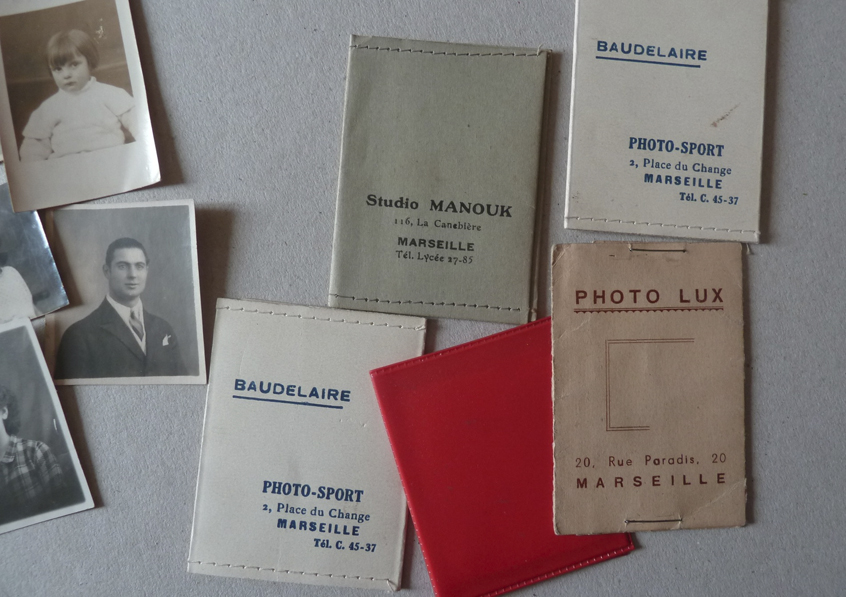 BAUDELAIRE
PHOTO-SPORT
2, Place du Change
MARSEILLE
Tél. C. 45-37
Studio MANOUK
116, La Canebière
MARSEILLE
Tél. Lycée 27-85
PHOTO LUX
20, Rue Paradis, 20
MARSEILLE
BAUDELAIRE
PHOTO-SPORT
2, Place du Change
MARSEILLE
Tél. C. 45-37